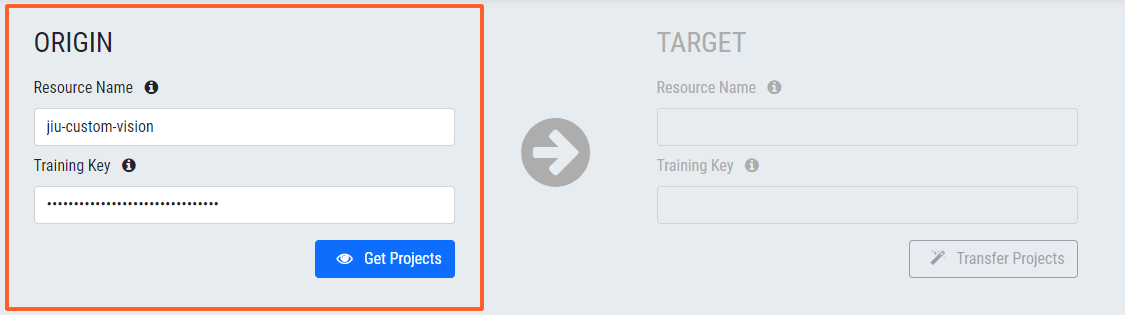 ORIGIN
Resource Name
jiu-custom-vision
Training Key
••••••••••••••••••••••••••••••••
Get Projects
TARGET
Resource Name
Training Key
Transfer Projects